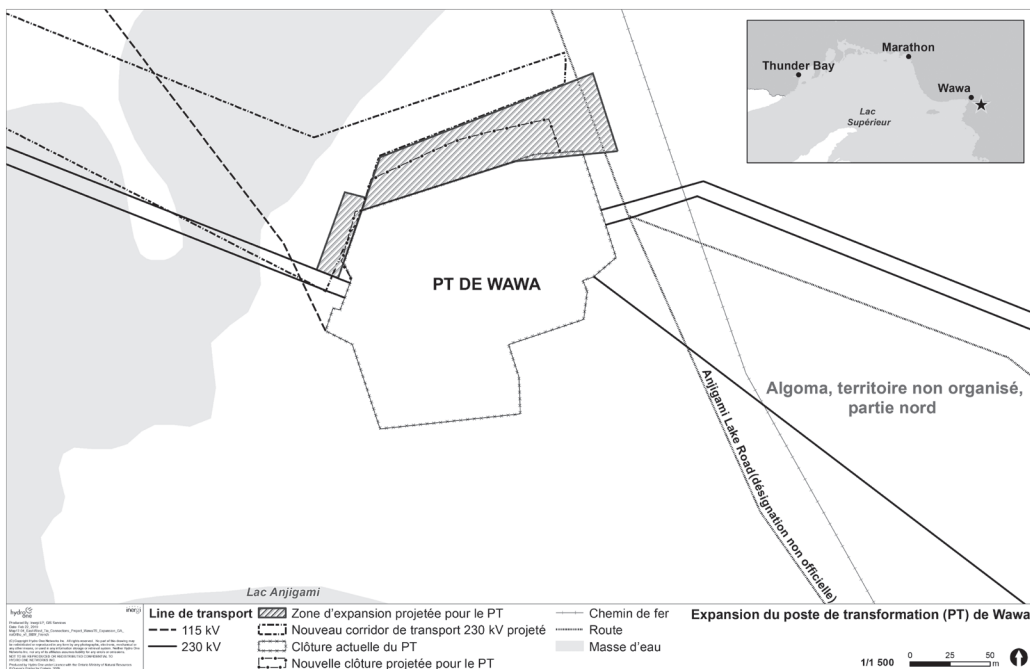 Marathon
Thunder Bay
Wawa
Lac
Supérieur
PT DE WAWA
Algoma, territoire non organisé,
partie nord
Anjigami Lake Road(désignation non officielle)
Lac Anjigami
hydro
one
inergi
Line de transport
115 kV
230 kV
Zone d'expansion projetée pour le PT
Nouveau corridor de transport 230 kV projeté
Clôture actuelle du PT
Nouvelle clôture projetée pour le PT
Chemin de fer
Route
Masse d'eau
Expansion du poste de transformation (PT) de Wawa
1/1 500
0 25 50
m